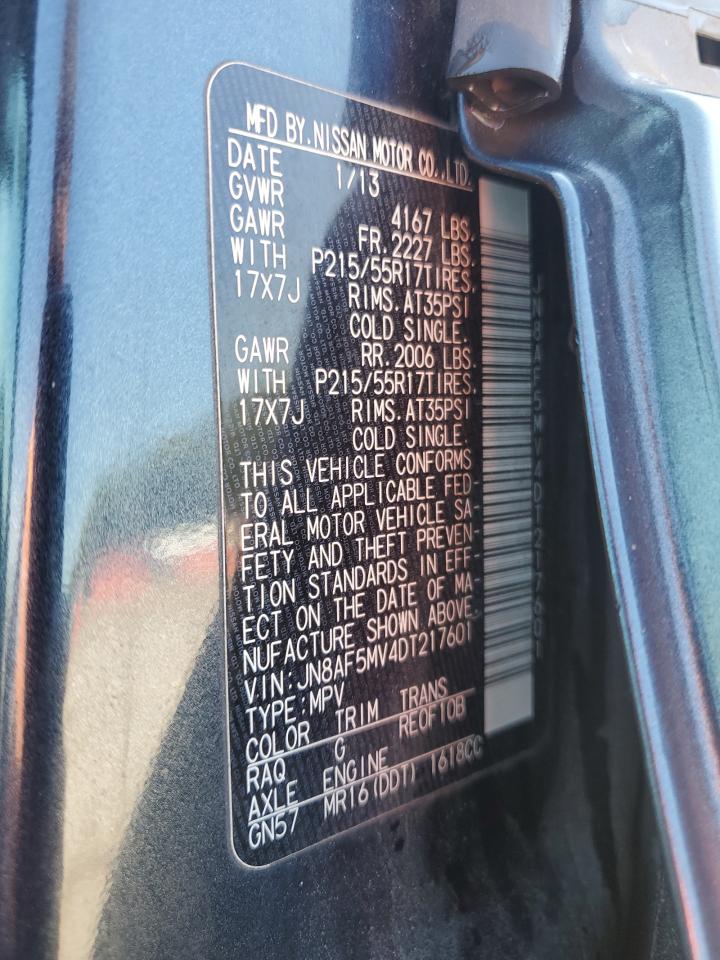 MFD BY.NISSAN MOTOR CO.,LTD.
DATE 1/13
GVWR 4167 LBS.
GAWR FR.2227 LBS.
WITH P215/55R17TIRES,
17X7J RIMS.AT35PSI
COLD SINGLE.
GAWR RR.2006 LBS.
WITH P215/55R17TIRES,
17X7J RIMS.AT35PSI
COLD SINGLE.
THIS VEHICLE CONFORMS
TO ALL APPLICABLE FED-
ERAL MOTOR VEHICLE SA-
FETY AND THEFT PREVEN-
TION STANDARDS IN EFF-
ECT ON THE DATE OF MA-
NUFACTURE SHOWN ABOVE.
VIN:JN8AF5MV4DT217601
TYPE:MPV
COLOR TRIM TRANS
RAQ G RE0F10B
AXLE ENGINE
GN57 MR16(DDT) 1618CC
JN8AF5MV4DT217601